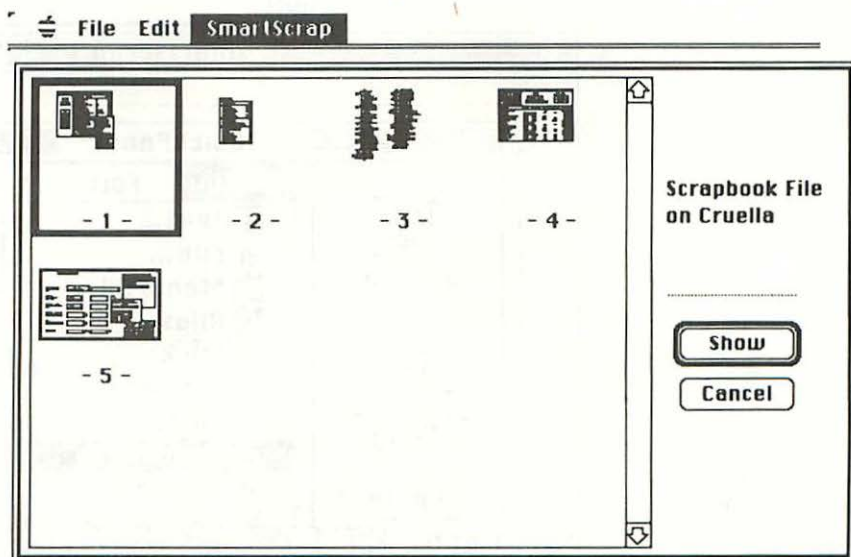 File Edit SmartScrap
- 1 - - 2 - - 3 - - 4 -
- 5 -
Scrapbook File
on Cruella
Show
Cancel